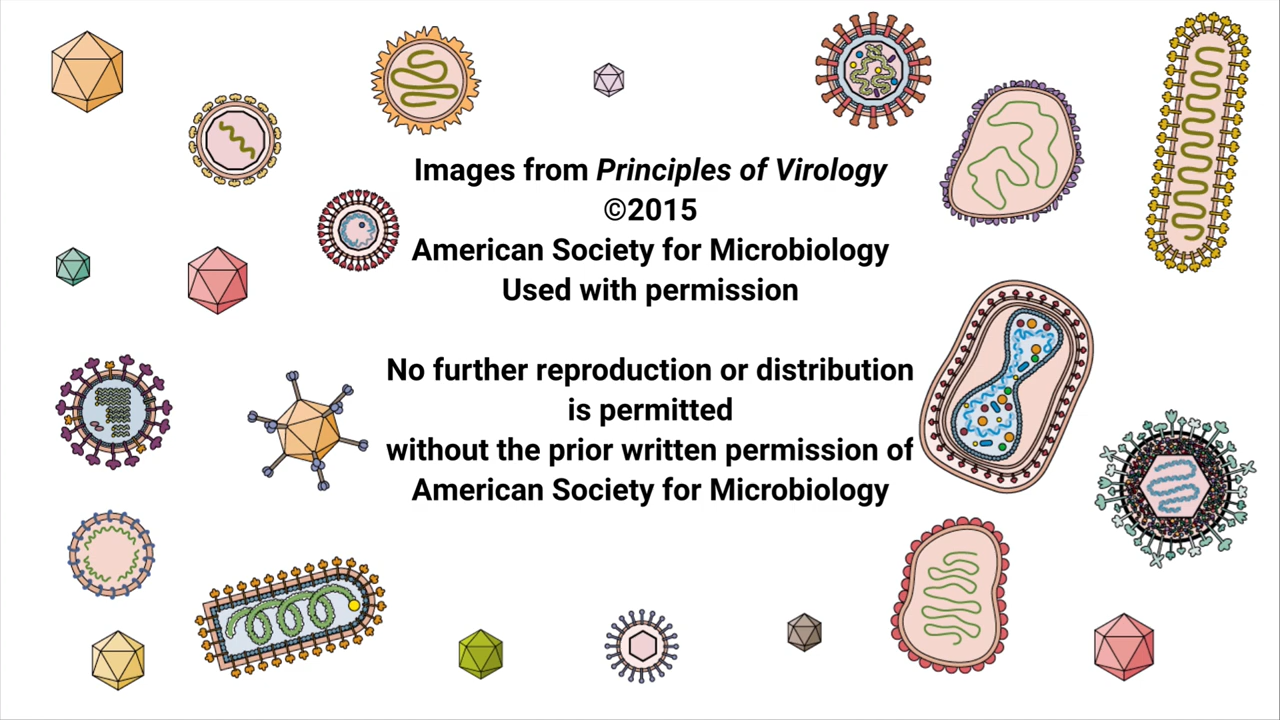 Images from Principles of Virology
©2015
American Society for Microbiology
Used with permission
No further reproduction or distribution
is permitted
without the prior written permission of
American Society for Microbiology